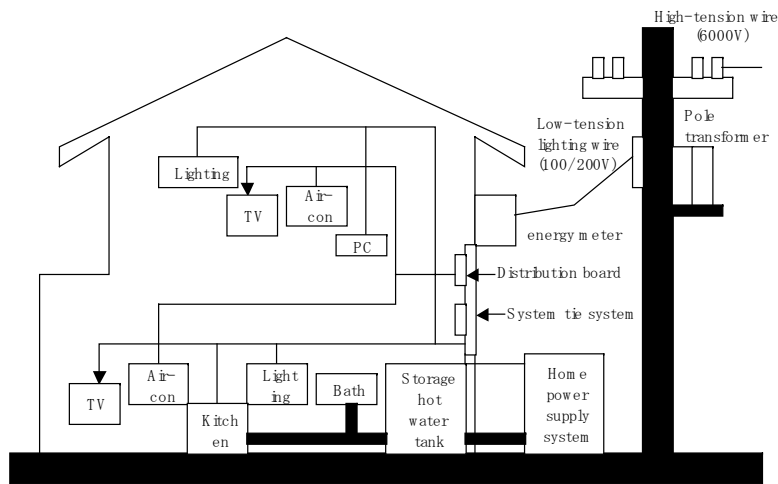 High-tension wire
(6000V)
Low-tension
lighting wire
(100/200V)
Pole
transformer
Lighting
TV
Air-
con
PC
energy meter
Distribution board
System tie system
TV
Air-
con
Kitch
en
Light
ing
Bath
Storage
hot
water
tank
Home
power
supply
system